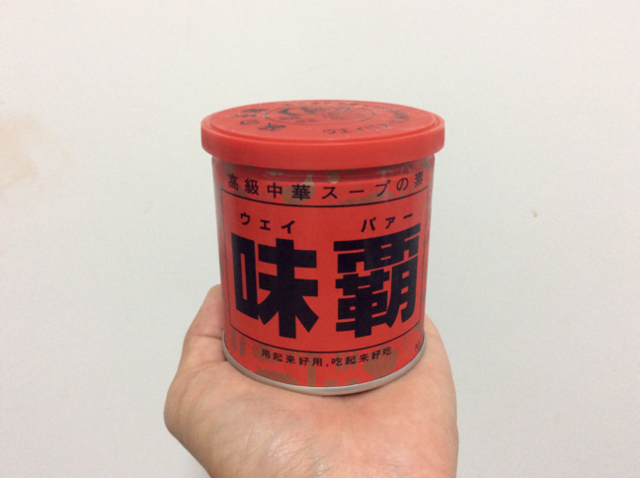 高級中華スープの素
ウェイ パァー
味覇
用起来好用,吃起来好吃